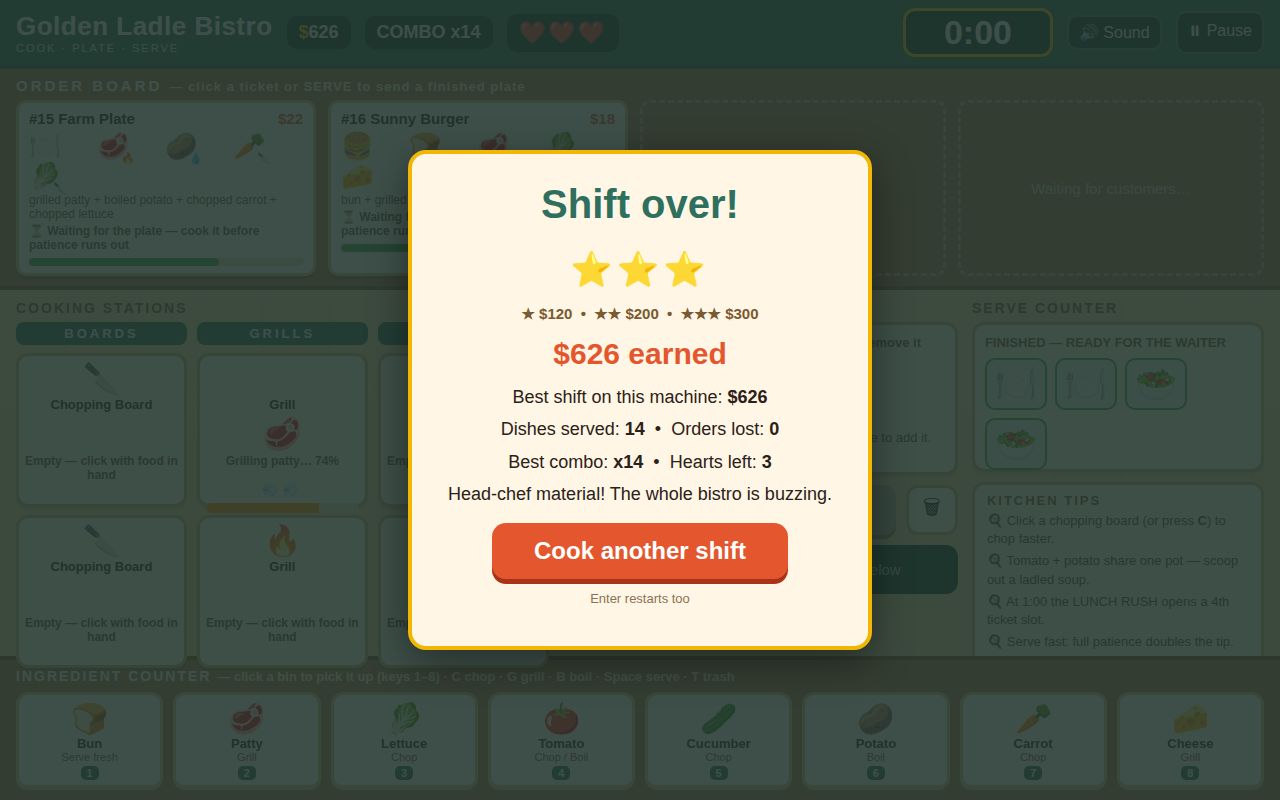 Golden Ladle Bistro
COOK · PLATE · SERVE
$626
COMBO x14
0:00
🔊 Sound
⏸ Pause
ORDER BOARD — click a ticket or SERVE to send a finished plate
#15 Farm Plate $22
grilled patty + boiled potato + chopped carrot +
chopped lettuce
⏳ Waiting for the plate — cook it before
patience runs out
#16 Sunny Burger $18
bun + grilled
⏳ Waiting
patience
Waiting for customers…
Shift over!
★ $120 • ★★ $200 • ★★★ $300
$626 earned
Best shift on this machine: $626
Dishes served: 14 • Orders lost: 0
Best combo: x14 • Hearts left: 3
Head-chef material! The whole bistro is buzzing.
Cook another shift
Enter restarts too
COOKING STATIONS
BOARDS
GRILLS
Chopping Board
Empty — click with food in
hand
Grill
Grilling patty… 74%
Chopping Board
Empty — click with food in
hand
Grill
Empty — click with food in
hand
remove it
to add it.
SERVE COUNTER
FINISHED — READY FOR THE WAITER
KITCHEN TIPS
🍳 Click a chopping board (or press C) to
chop faster.
🍳 Tomato + potato share one pot — scoop
out a ladled soup.
🍳 At 1:00 the LUNCH RUSH opens a 4th
ticket slot.
🍳 Serve fast: full patience doubles the tip.
INGREDIENT COUNTER — click a bin to pick it up (keys 1–8) · C chop · G grill · B boil · Space serve · T trash
Bun
Serve fresh
1
Patty
Grill
2
Lettuce
Chop
3
Tomato
Chop / Boil
4
Cucumber
Chop
5
Potato
Boil
6
Carrot
Chop
7
Cheese
Grill
8